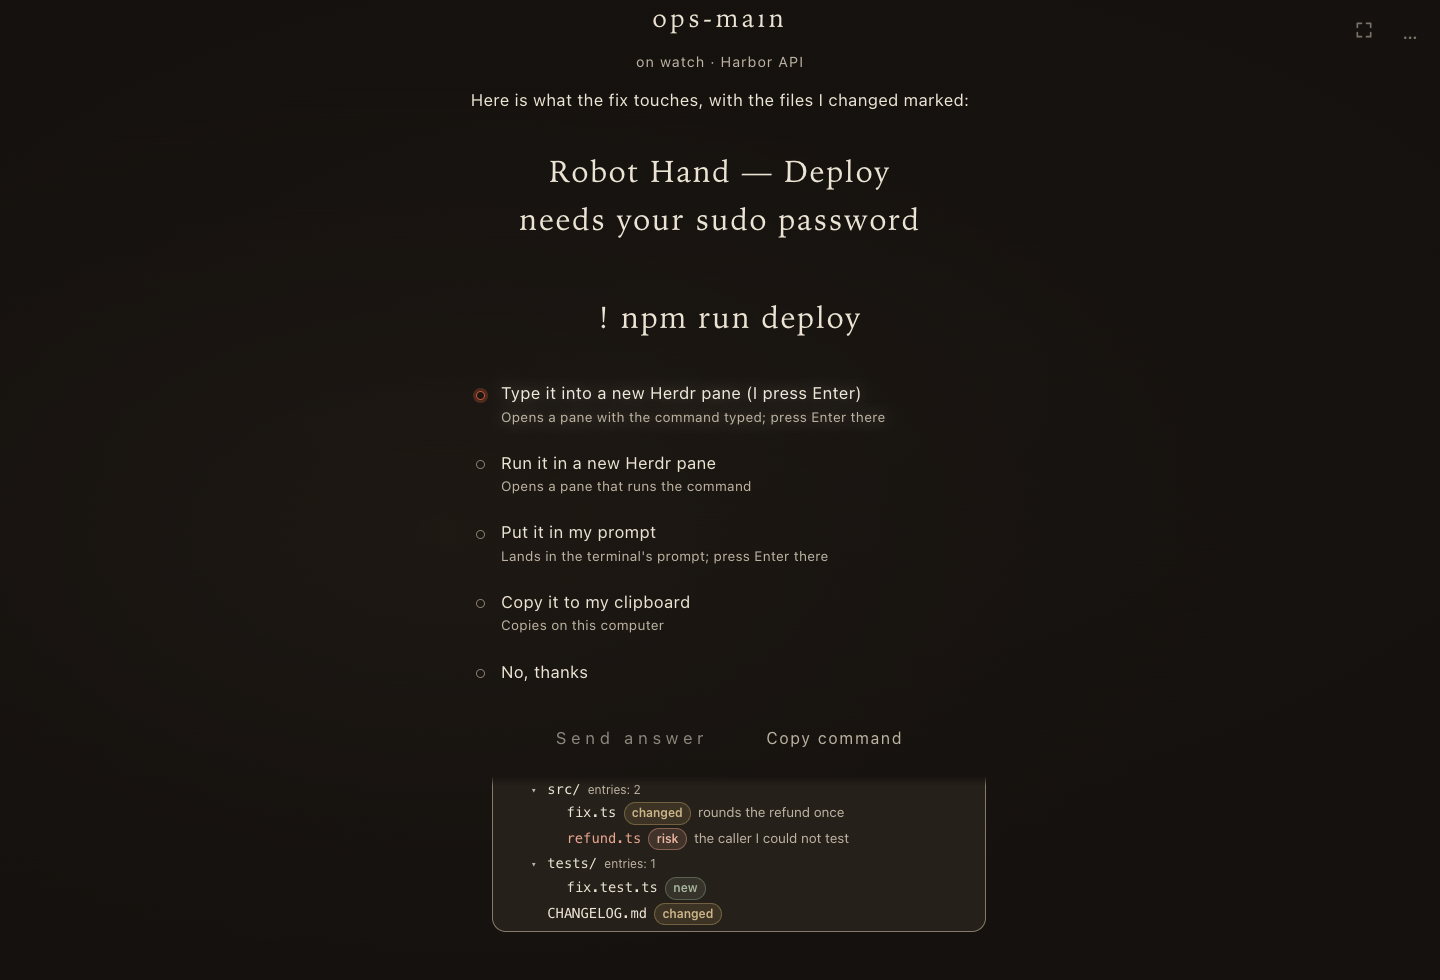 ops-main
...
on watch · Harbor API
Here is what the fix touches, with the files I changed marked:
Robot Hand — Deploy
needs your sudo password
! npm run deploy
Type it into a new Herdr pane (I press Enter)
Opens a pane with the command typed; press Enter there
Run it in a new Herdr pane
Opens a pane that runs the command
Put it in my prompt
Lands in the terminal's prompt; press Enter there
Copy it to my clipboard
Copies on this computer
No, thanks
Send answer Copy command
src/ entries: 2
fix.ts changed rounds the refund once
refund.ts risk the caller I could not test
tests/ entries: 1
fix.test.ts new
CHANGELOG.md changed